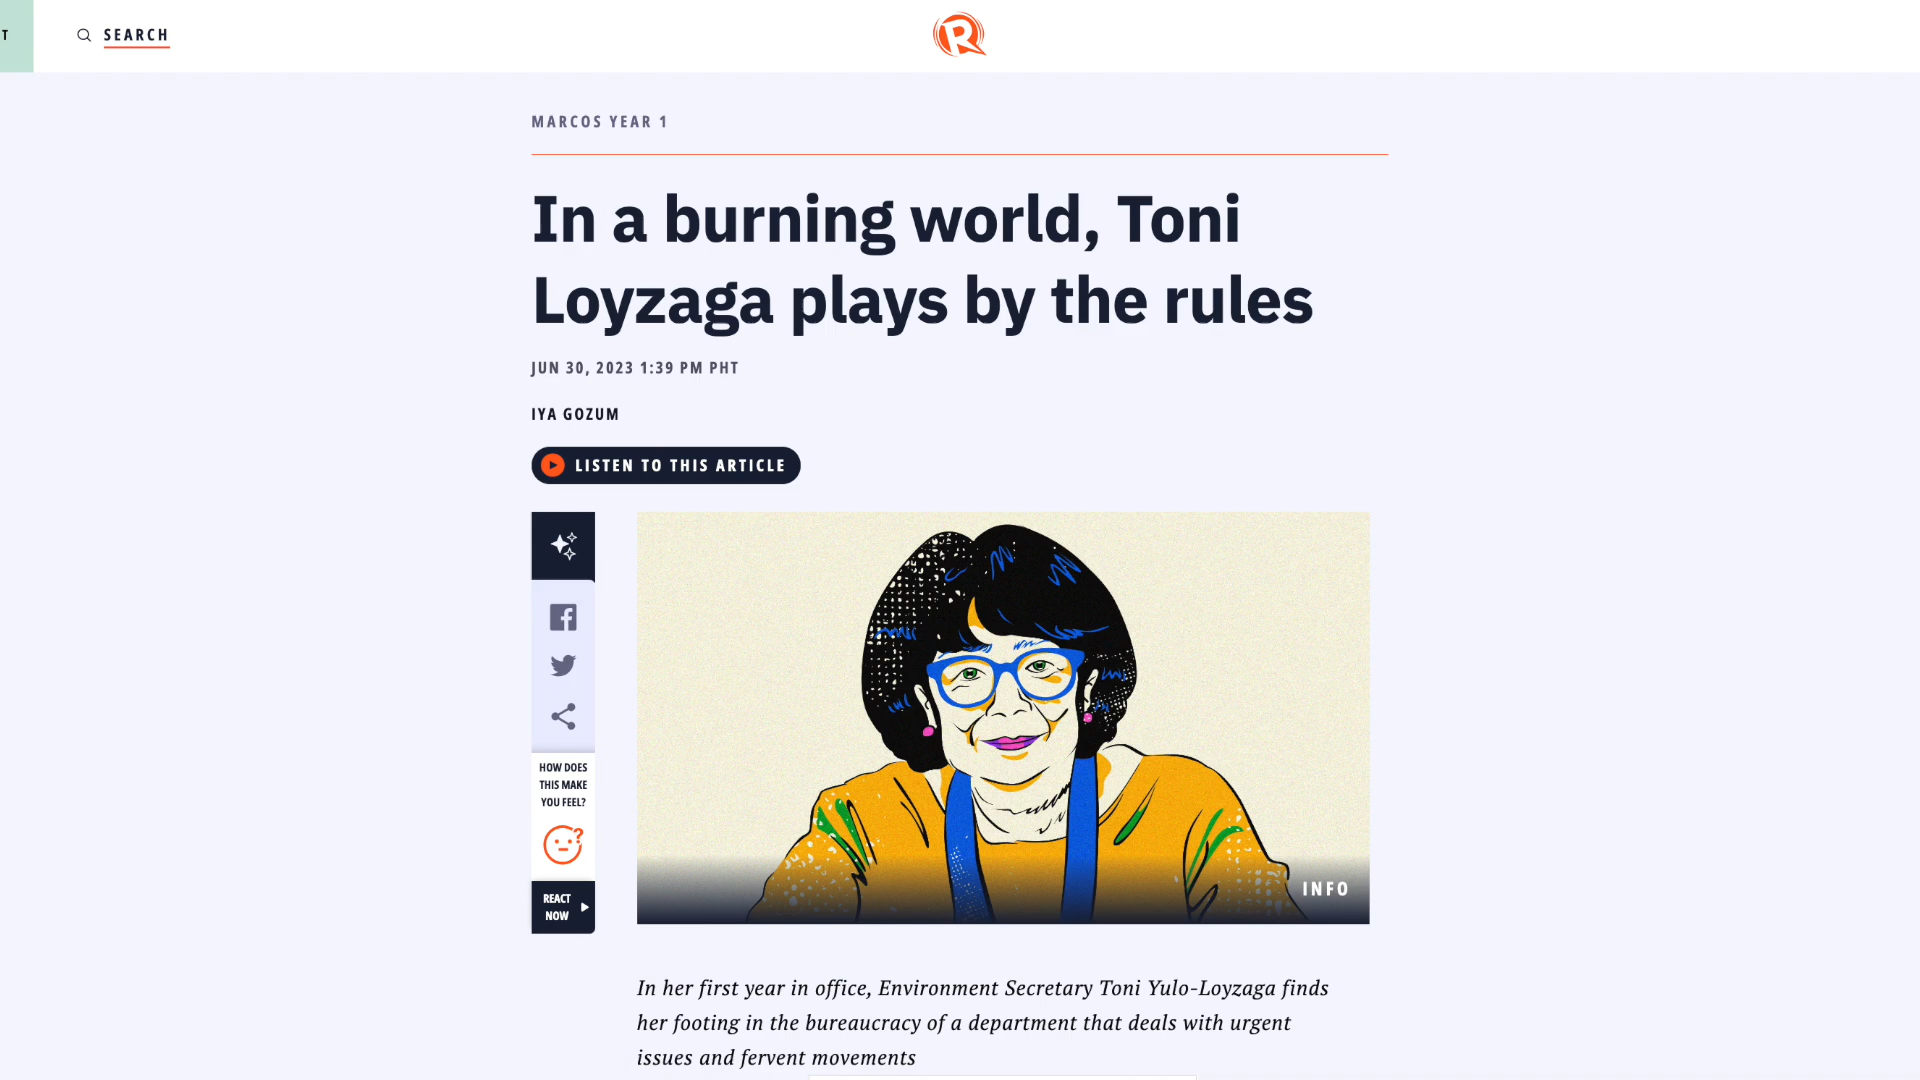 T
SEARCH
R
MARCOS YEAR 1
In a burning world, Toni
Loyzaga plays by the rules
JUN 30, 2023 1:39 PM PHT
IYA GOZUM
LISTEN TO THIS ARTICLE
HOW DOES
THIS MAKE
YOU FEEL?
?
REACT
NOW
INFO
In her first year in office, Environment Secretary Toni Yulo-Loyzaga finds
her footing in the bureaucracy of a department that deals with urgent
issues and fervent movements